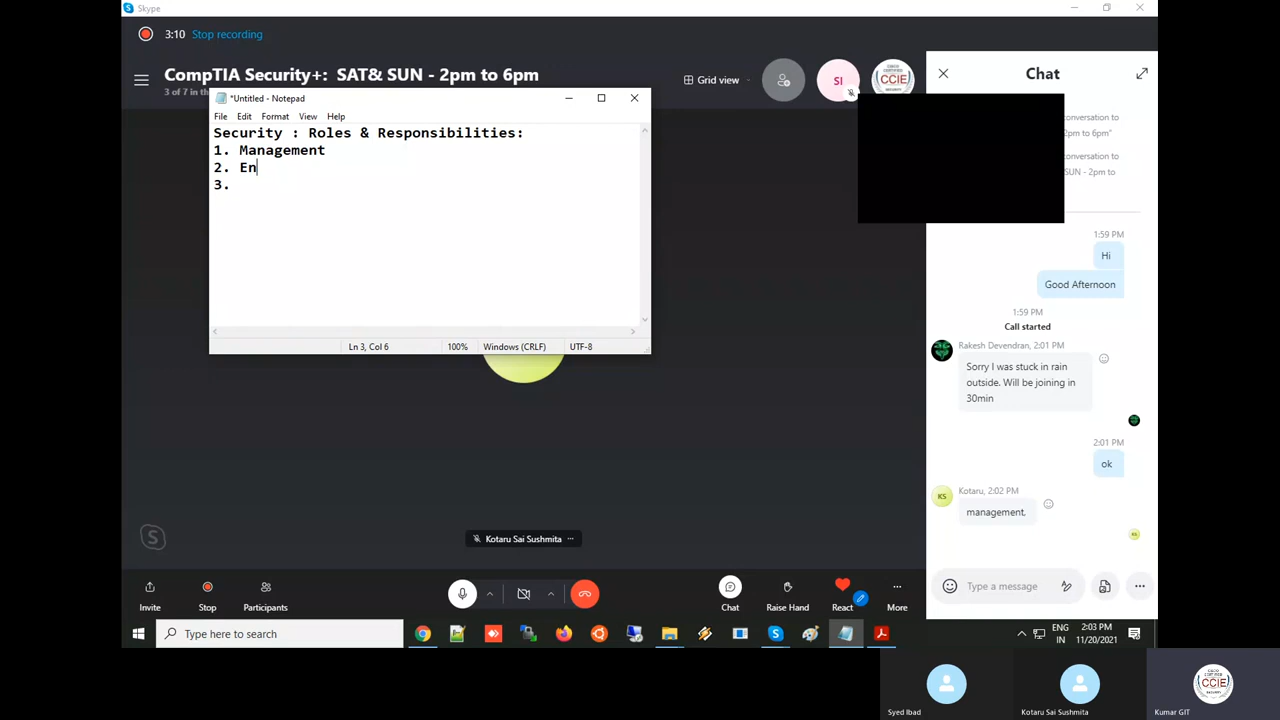 Skype
3:10 Stop recording
CompTIA Security+: SAT& SUN - 2pm to 6pm
3 of 7 in the
Grid view
SI
CISCO CERTIFIED
CCIE
SECURITY
Chat
*Untitled - Notepad
File Edit Format View Help
Security : Roles & Responsibilities:
1. Management
2. En
3.
Ln 3, Col 6 100% Windows (CRLF) UTF-8
conversation to
2pm to 6pm"
conversation to
SUN - 2pm to
1:59 PM
Hi
Good Afternoon
1:59 PM
Call started
Rakesh Devendran, 2:01 PM
Sorry I was stuck in rain
outside. Will be joining in
30min
2:01 PM
ok
KS
Kotaru, 2:02 PM
management.
KS
Type a message
Kotaru Sai Sushmita
Invite Stop Participants
Chat Raise Hand React More
Type here to search
ENG
IN
2:03 PM
11/20/2021
Syed Ibad
Kotaru Sai Sushmita
CCIE
Kumar GIT